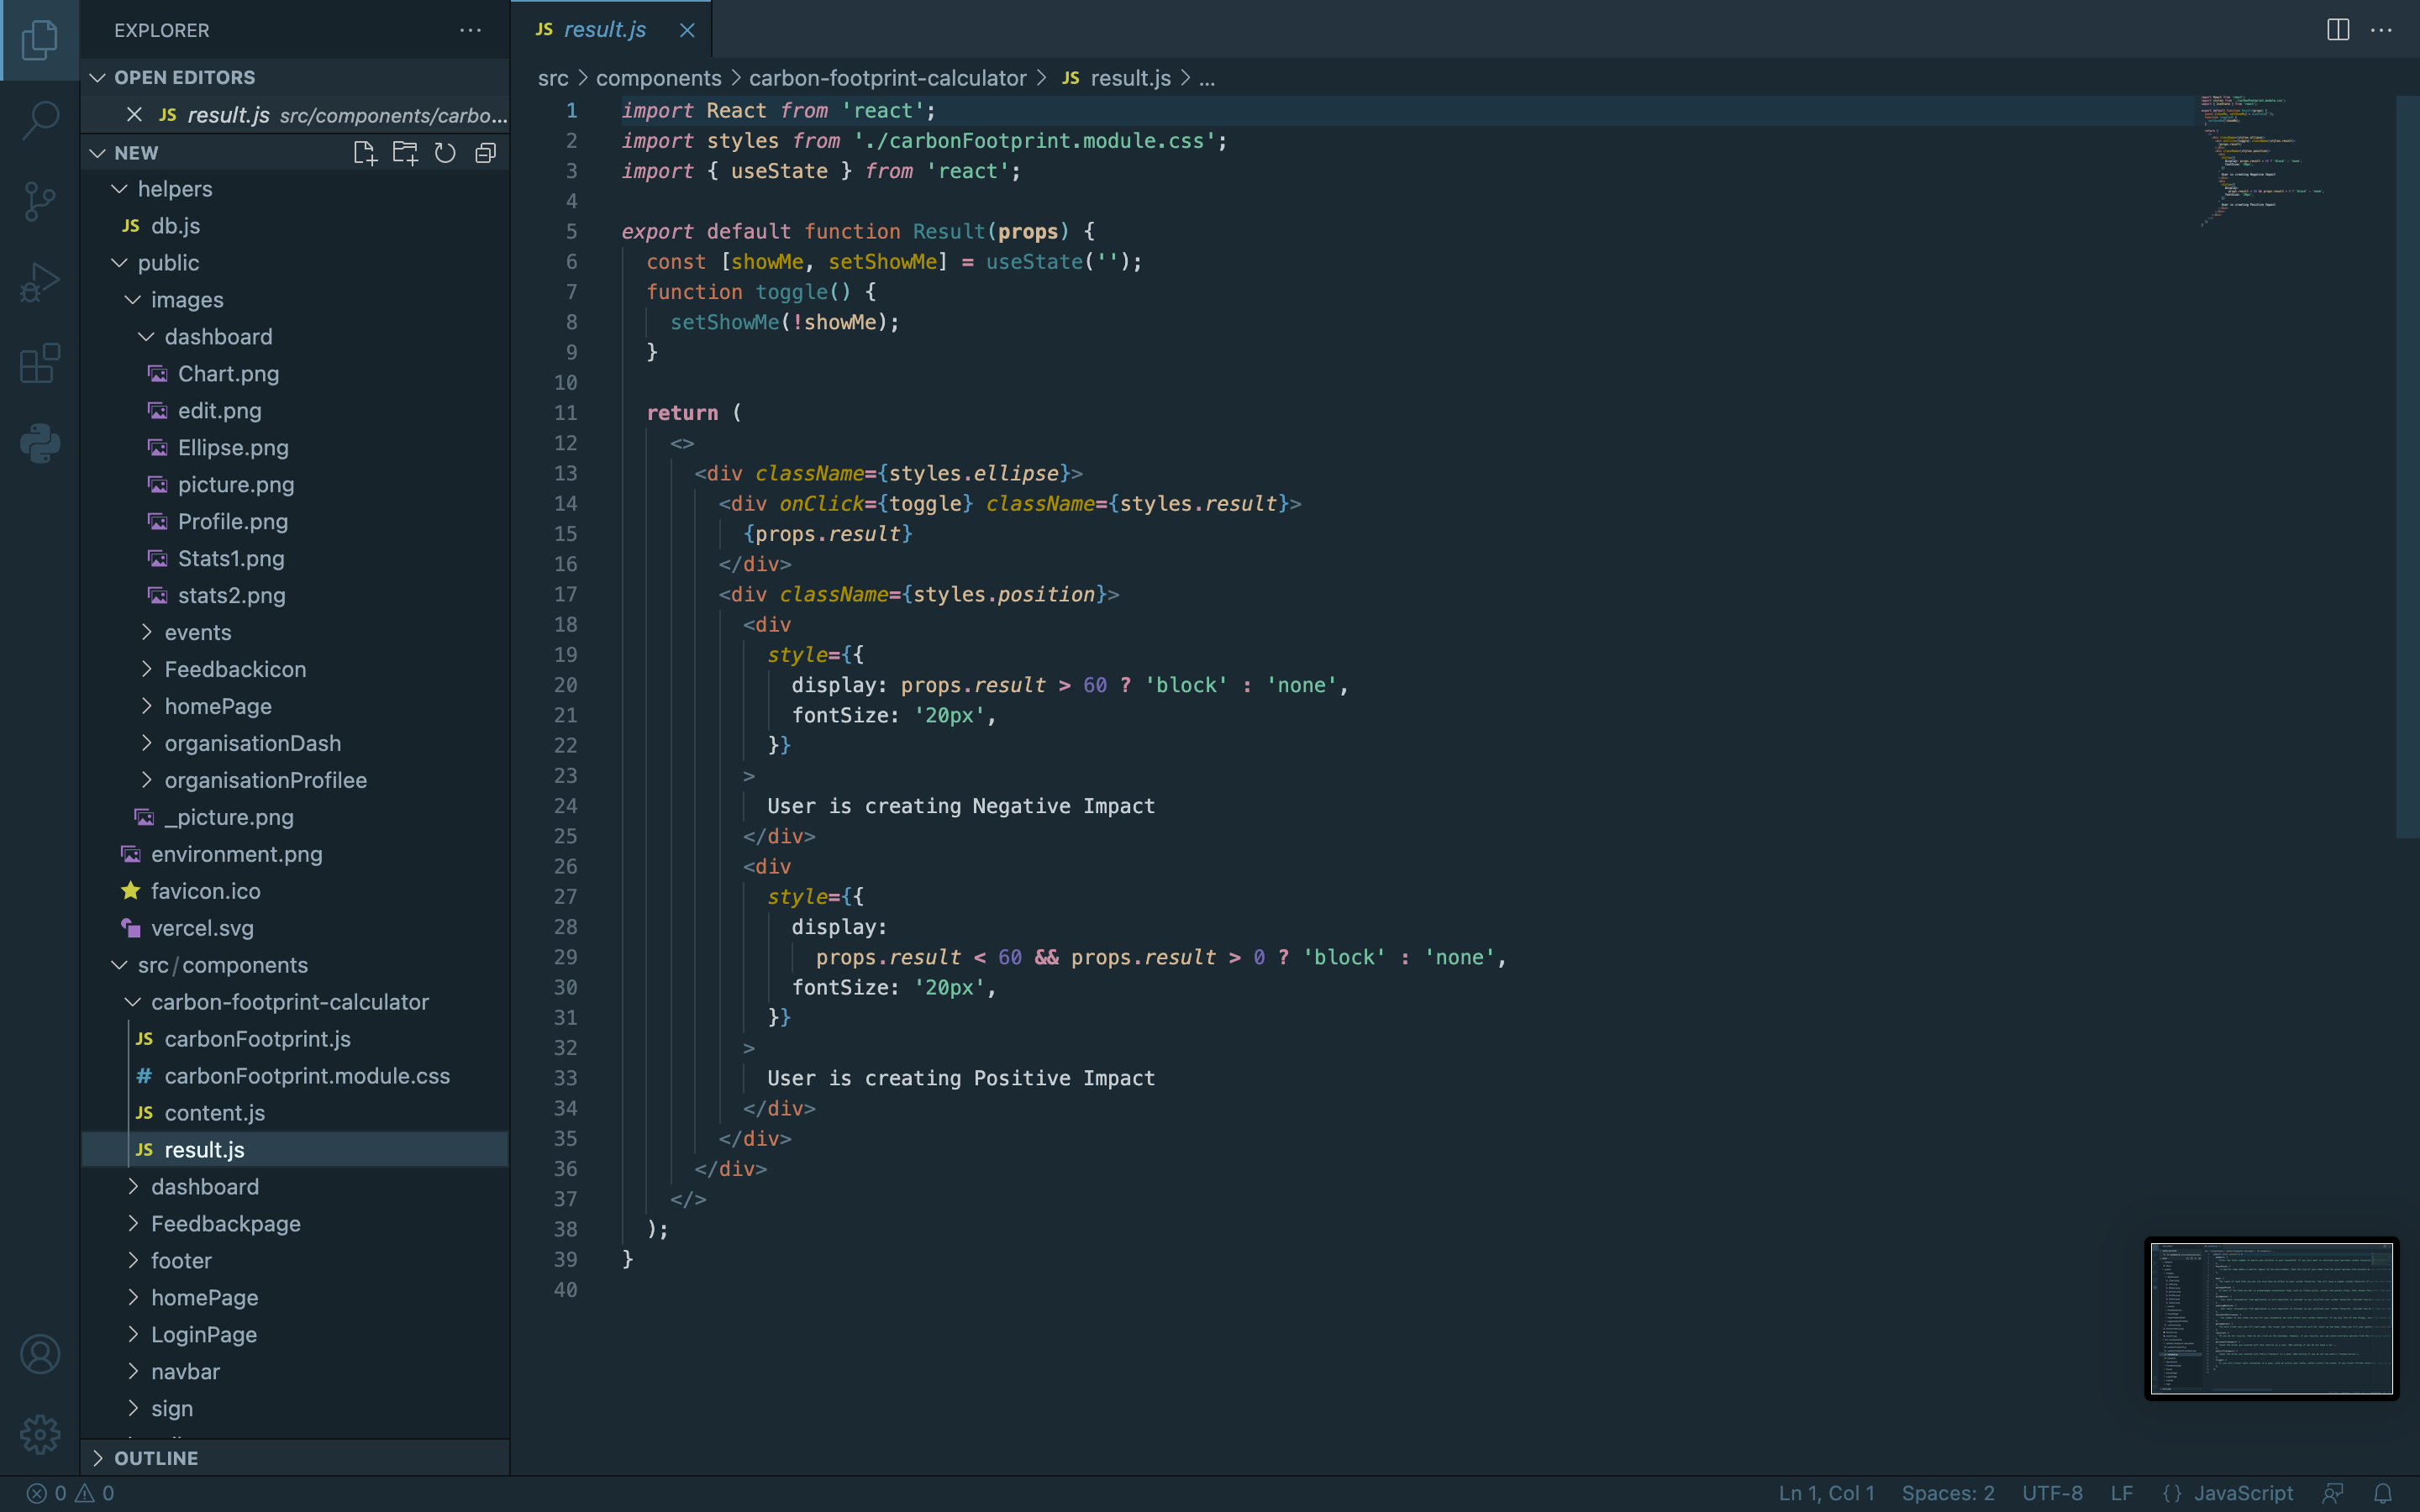 EXPLORER
OPEN EDITORS
JS result.js src/components/carbo...
NEW
helpers
JS db.js
public
images
dashboard
Chart.png
edit.png
Ellipse.png
picture.png
Profile.png
Stats1.png
stats2.png
events
Feedbackicon
homePage
organisationDash
organisationProfilee
_picture.png
environment.png
favicon.ico
vercel.svg
src/components
carbon-footprint-calculator
JS carbonFootprint.js
# carbonFootprint.module.css
JS content.js
JS result.js
dashboard
Feedbackpage
footer
homePage
LoginPage
navbar
sign
OUTLINE
JS result.js
src > components > carbon-footprint-calculator > JS result.js > ...
1 import React from 'react';
2 import styles from './carbonFootprint.module.css';
3 import { useState } from 'react';
4
5 export default function Result(props) {
6 const [showMe, setShowMe] = useState('');
7 function toggle() {
8 setShowMe(!showMe);
9 }
10
11 return (
12 <>
13 <div className={styles.ellipse}>
14 <div onClick={toggle} className={styles.result}>
15 {props.result}
16 </div>
17 <div className={styles.position}>
18 <div
19 style={{
20 display: props.result > 60 ? 'block' : 'none',
21 fontSize: '20px',
22 }}
23 >
24 User is creating Negative Impact
25 </div>
26 <div
27 style={{
28 display:
29 props.result < 60 && props.result > 0 ? 'block' : 'none',
30 fontSize: '20px',
31 }}
32 >
33 User is creating Positive Impact
34 </div>
35 </div>
36 </div>
37 </>
38 );
39 }
40
0 0
Ln 1, Col 1 Spaces: 2 UTF-8 LF {} JavaScript